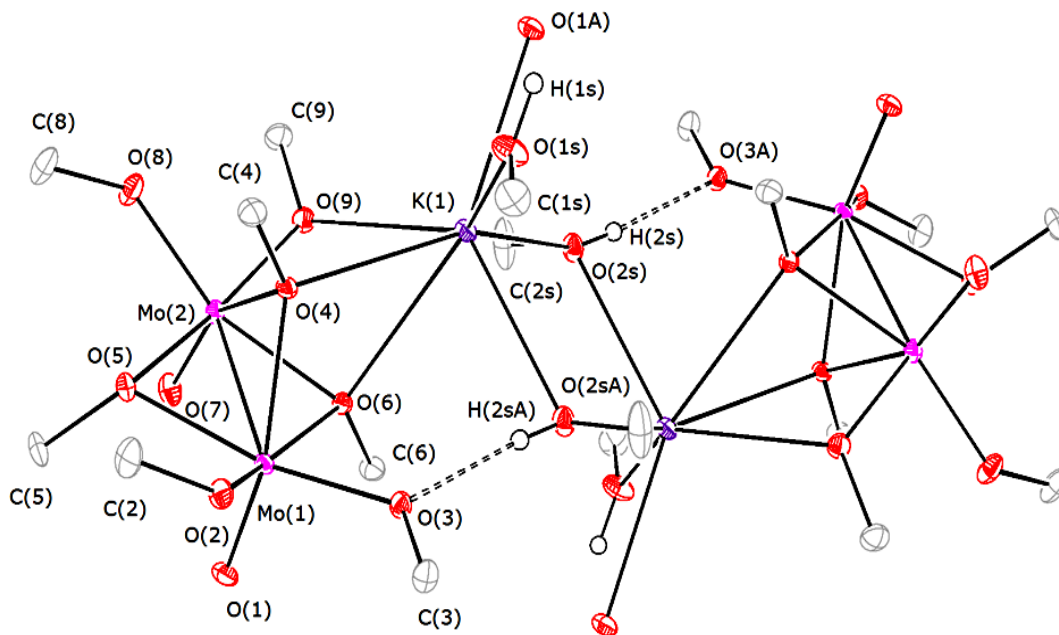 O(1A)
H(1s)
C(9)
C(8)
O(8)
O(1s)
O(3A)
C(4)
K(1)
C(1s)
O(9)
H(2s)
O(2s)
C(2s)
O(4)
Mo(2)
O(5)
O(2sA)
O(7)
O(6)
H(2sA)
C(6)
C(5)
C(2)
O(2)
Mo(1)
O(3)
O(1)
C(3)